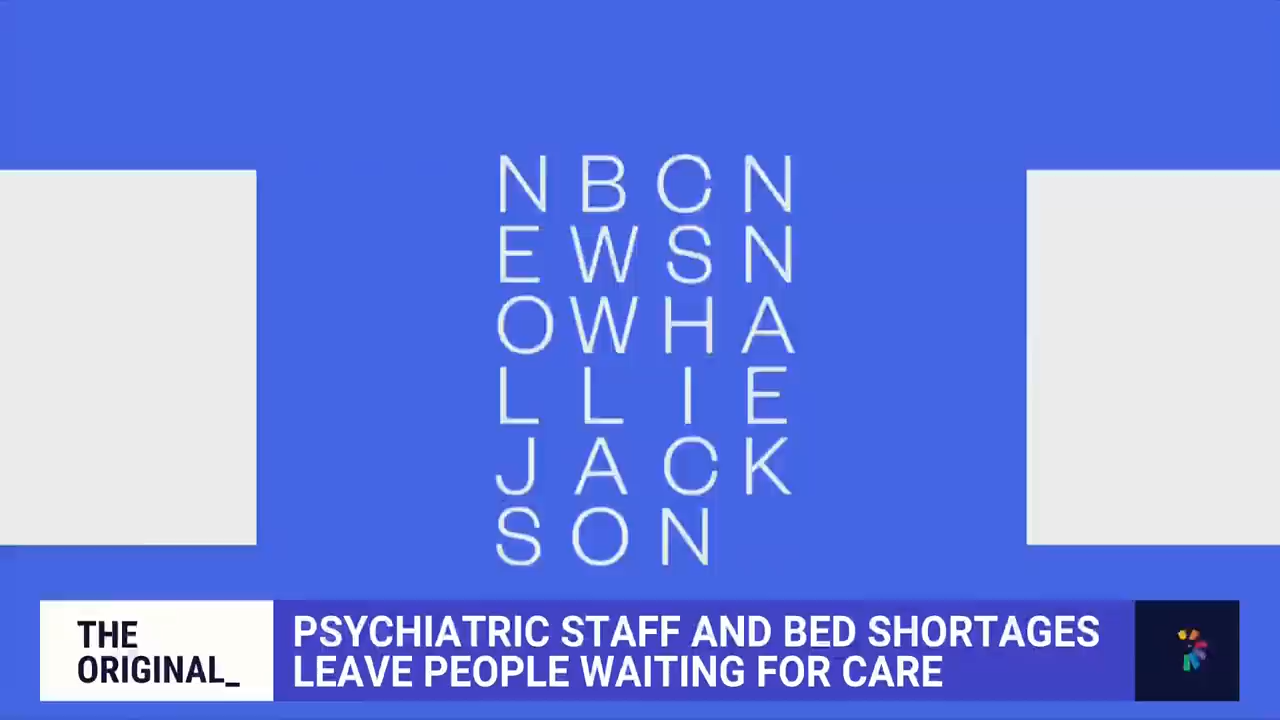 NBCN
EWSN
OWHA
LLIE
JACK
SON
THE
ORIGINAL_
PSYCHIATRIC STAFF AND BED SHORTAGES
LEAVE PEOPLE WAITING FOR CARE